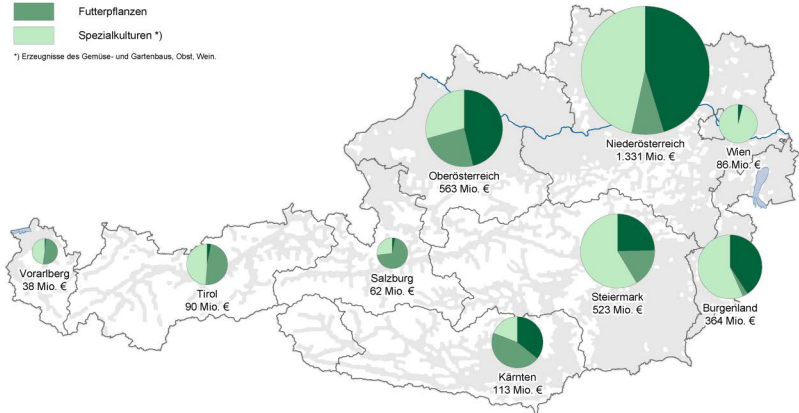 Futterpflanzen
Spezialkulturen *)
*) Erzeugnisse des Gemüse- und Gartenbaus, Obst, Wein.
Niederösterreich
1.331 Mio. €
Wien
86 Mio. €
Oberösterreich
563 Mio. €
Vorarlberg
38 Mio. €
Tirol
90 Mio. €
Salzburg
62 Mio. €
Steiermark
523 Mio. €
Burgenland
364 Mio. €
Kärnten
113 Mio. €